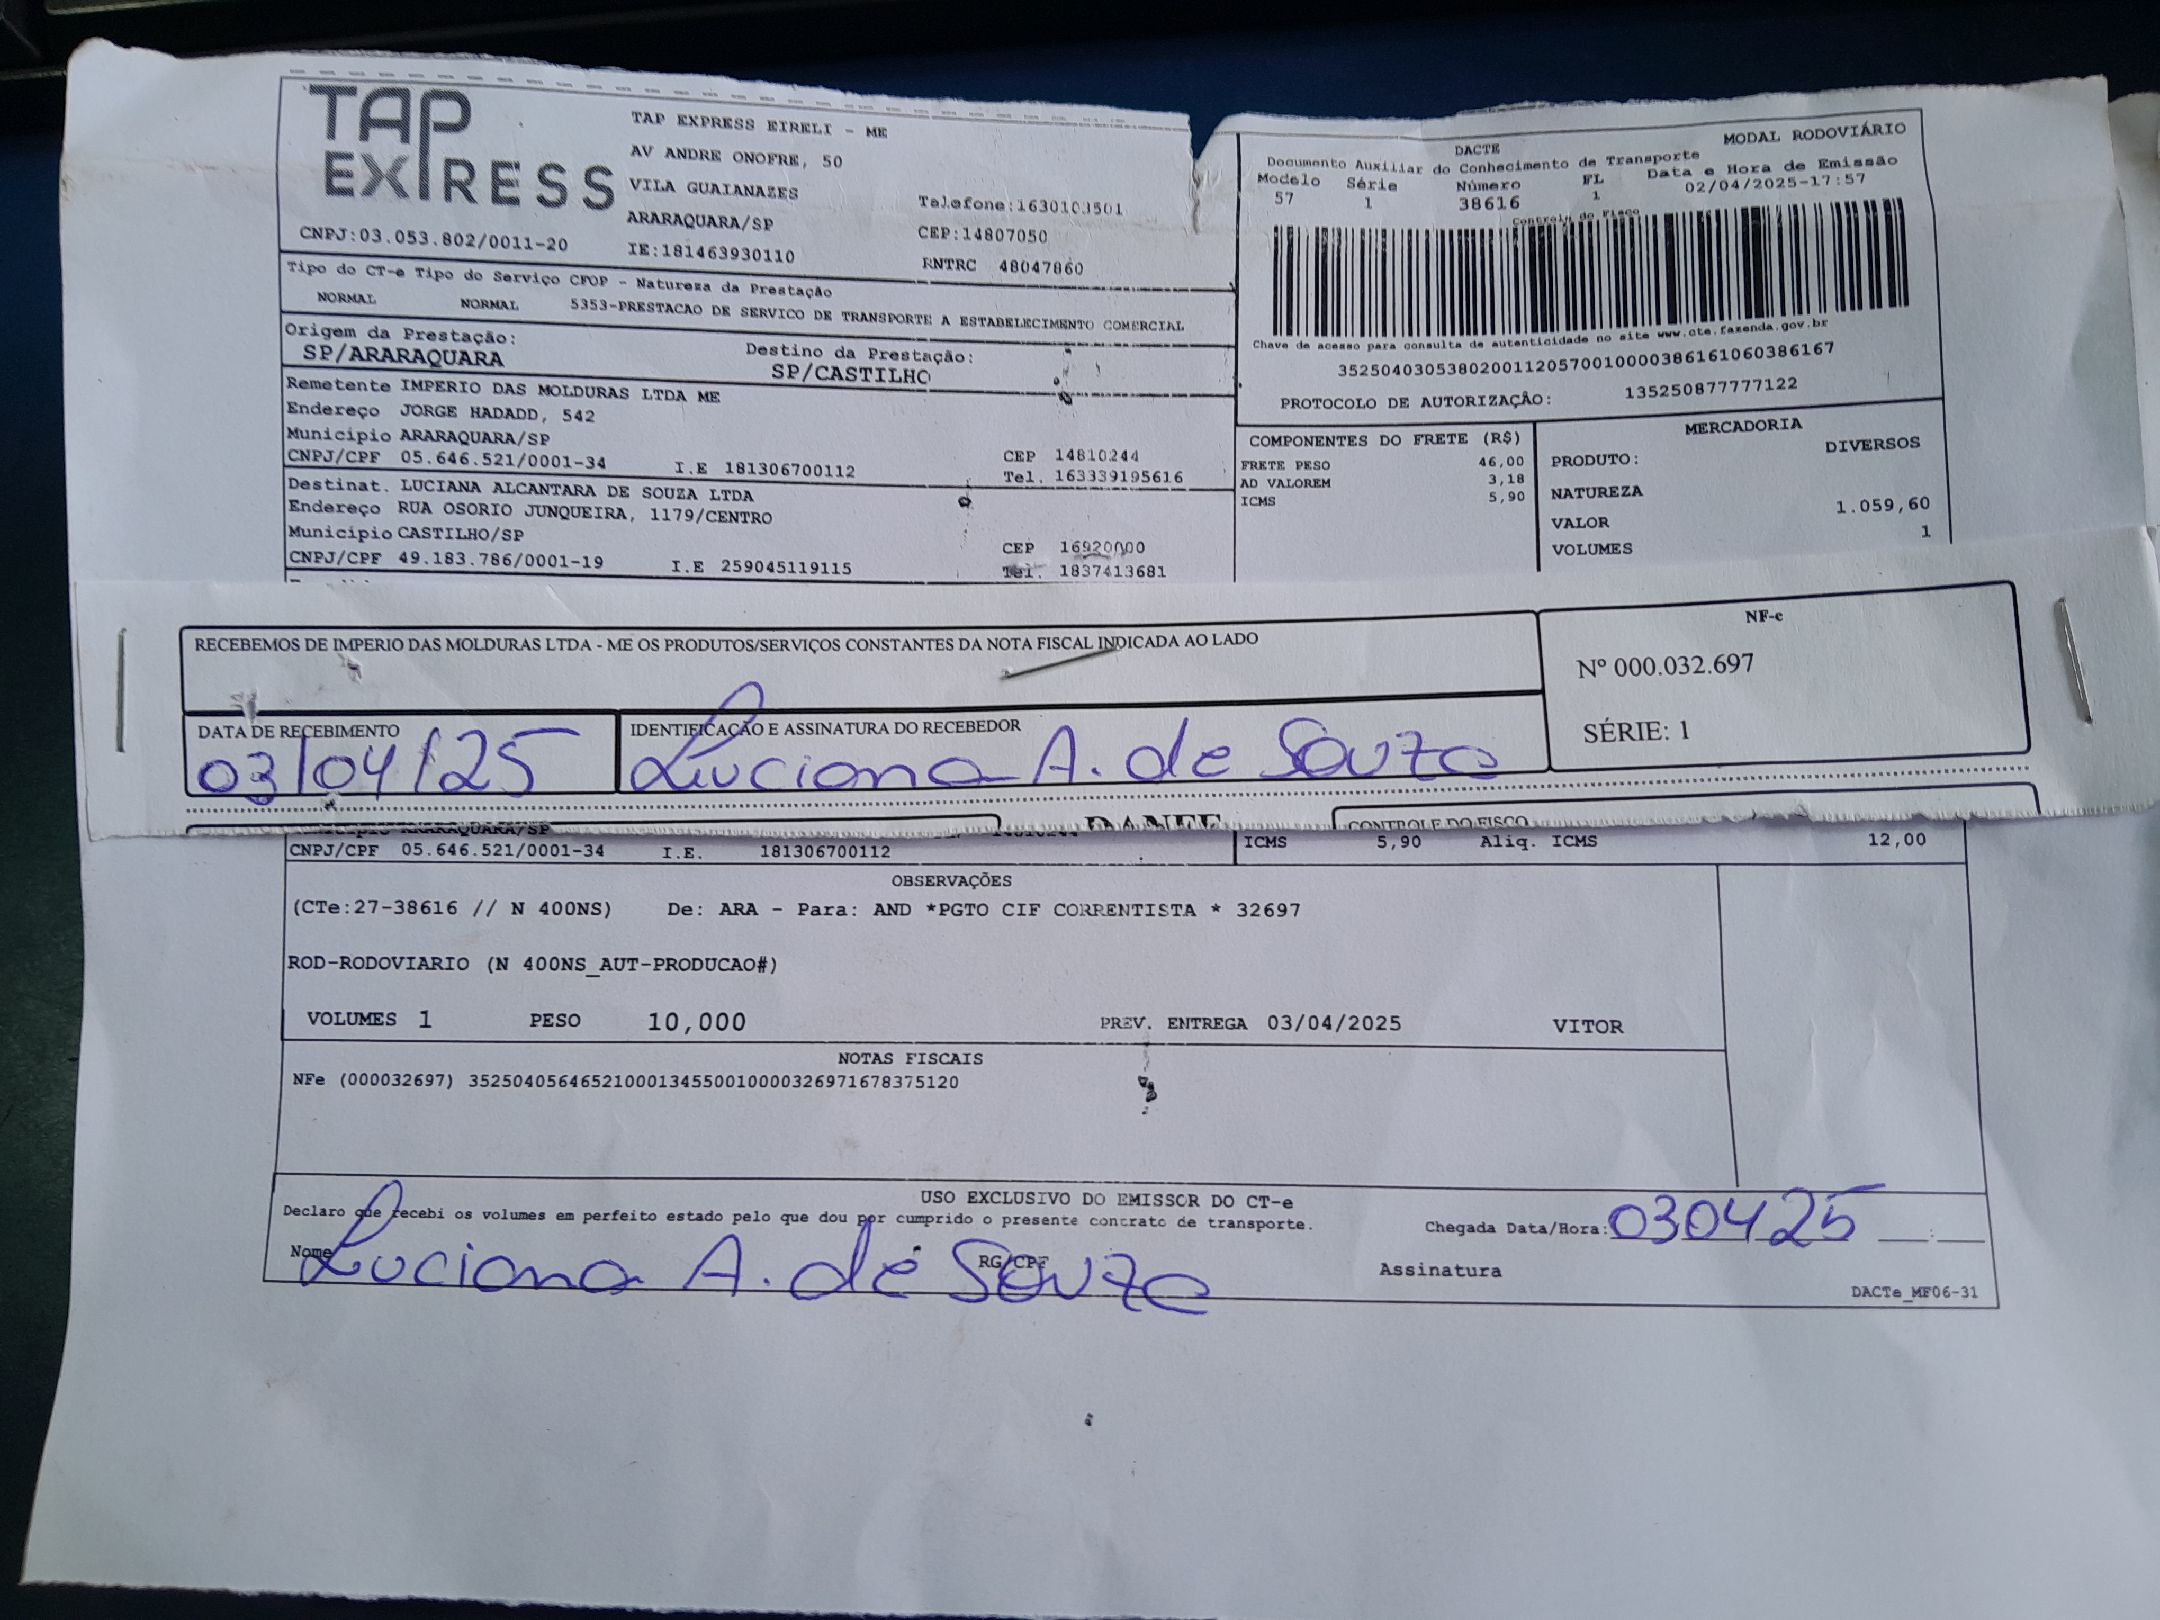 TAP EXPRESS
TAP EXPRESS EIRELI - ME
AV ANDRE ONOFRE, 50
VILA GUAIANAZES
ARARAQUARA/SP
IE:181463930110
Telefone:1630103501
CEP:14807050
RNTRC 48047860
CNPJ:03.053.802/0011-20
DACTE MODAL RODOVIÁRIO
Documento Auxiliar do Conhecimento de Transporte
Modelo Série Número FL Data e Hora de Emissão
57 1 38616 1 02/04/2025-17:57
Controle do Fisco
Chave de acesso para consulta de autenticidade no site www.cte.fazenda.gov.br
35250403053802001120570010000386161060386167
PROTOCOLO DE AUTORIZAÇÃO: 135250877777122
Tipo do CT-e Tipo do Serviço CFOP - Natureza da Prestação
NORMAL NORMAL 5353-PRESTACAO DE SERVICO DE TRANSPORTE A ESTABELECIMENTO COMERCIAL
Origem da Prestação: Destino da Prestação:
SP/ARARAQUARA SP/CASTILHO
Remetente IMPERIO DAS MOLDURAS LTDA ME
Endereço JORGE HADADD, 542
Município ARARAQUARA/SP CEP 14810244
CNPJ/CPF 05.646.521/0001-34 I.E 181306700112 Tel. 163339195616
Destinat. LUCIANA ALCANTARA DE SOUZA LTDA
Endereço RUA OSORIO JUNQUEIRA, 1179/CENTRO
Município CASTILHO/SP CEP 16920000
CNPJ/CPF 49.183.786/0001-19 I.E 259045119115 Tel. 1837413681
COMPONENTES DO FRETE (R$)
FRETE PESO 46,00
AD VALOREM 3,18
ICMS 5,90
MERCADORIA
PRODUTO: DIVERSOS
NATUREZA
VALOR 1.059,60
VOLUMES 1
RECEBEMOS DE IMPERIO DAS MOLDURAS LTDA - ME OS PRODUTOS/SERVIÇOS CONSTANTES DA NOTA FISCAL INDICADA AO LADO
NF-e
Nº 000.032.697
SÉRIE: 1
DATA DE RECEBIMENTO
03/04/25
IDENTIFICAÇÃO E ASSINATURA DO RECEBEDOR
Luciana A. de Souza
DANFE CONTROLE DO FISCO
Município ARARAQUARA/SP
CNPJ/CPF 05.646.521/0001-34 I.E. 181306700112
ICMS 5,90 Aliq. ICMS 12,00
OBSERVAÇÕES
(CTe:27-38616 // N 400NS) De: ARA - Para: AND *PGTO CIF CORRENTISTA * 32697
ROD-RODOVIARIO (N 400NS_AUT-PRODUCAO#)
VOLUMES 1 PESO 10,000 PREV. ENTREGA 03/04/2025 VITOR
NOTAS FISCAIS
NFe (000032697) 35250405646521000134550010000326971678375120
USO EXCLUSIVO DO EMISSOR DO CT-e
Declaro que recebi os volumes em perfeito estado pelo que dou por cumprido o presente contrato de transporte.
Chegada Data/Hora: 030425 ___:___
Nome Luciana A. de Souza RG/CPF
Assinatura
DACTe_MF06-31